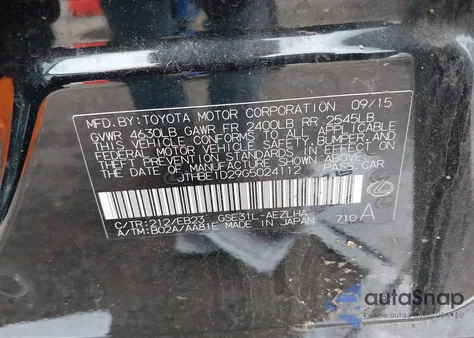 MFD.BY:TOYOTA MOTOR CORPORATION 09/15
GVWR 4630LB GAWR FR 2400LB RR 2545LB
THIS VEHICLE CONFORMS TO ALL APPLICABLE
FEDERAL MOTOR VEHICLE SAFETY, BUMPER AND
THEFT PREVENTION STANDARDS IN EFFECT ON
THE DATE OF MANUFACTURE SHOWN ABOVE.
JTHBE1D29G5024112 PASS.CAR
C/TR:212/EB23 GSE31L-AEZLHA
A/TM:B02A/AA81E MADE IN JAPAN 710 A
autoSnap